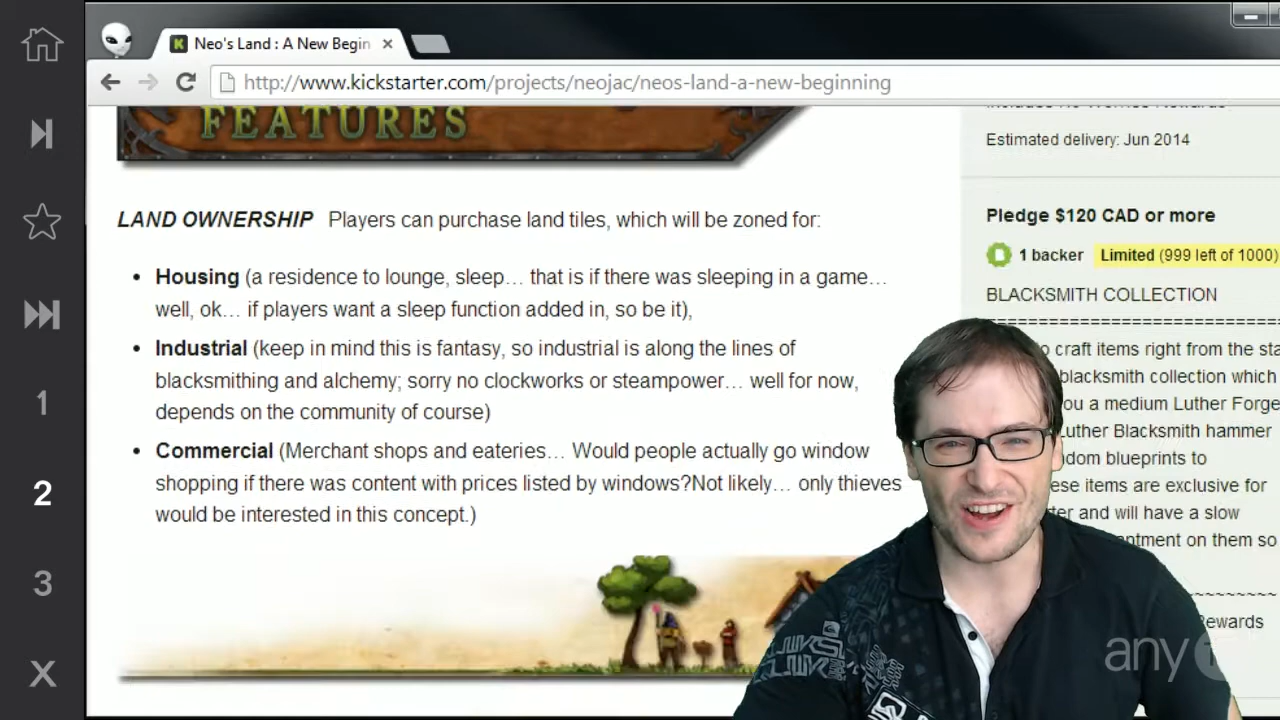 Neo's Land : A New Begin
http://www.kickstarter.com/projects/neojac/neos-land-a-new-beginning
FEATURES
LAND OWNERSHIP Players can purchase land tiles, which will be zoned for:
• Housing (a residence to lounge, sleep… that is if there was sleeping in a game…
well, ok… if players want a sleep function added in, so be it),
• Industrial (keep in mind this is fantasy, so industrial is along the lines of
blacksmithing and alchemy; sorry no clockworks or steampower… well for now,
depends on the community of course)
• Commercial (Merchant shops and eateries… Would people actually go window
shopping if there was content with prices listed by windows?Not likely… only thieves
would be interested in this concept.)
Estimated delivery: Jun 2014
Pledge $120 CAD or more
1 backer Limited (999 left of 1000)
BLACKSMITH COLLECTION
===========================
craft items right from the
blacksmith collection which
a medium Luther Forge
Luther Blacksmith hammer
blueprints to
items are exclusive for
and will have a slow
on them so
~~~~~~~~
Rewards
1
2
3
X
any